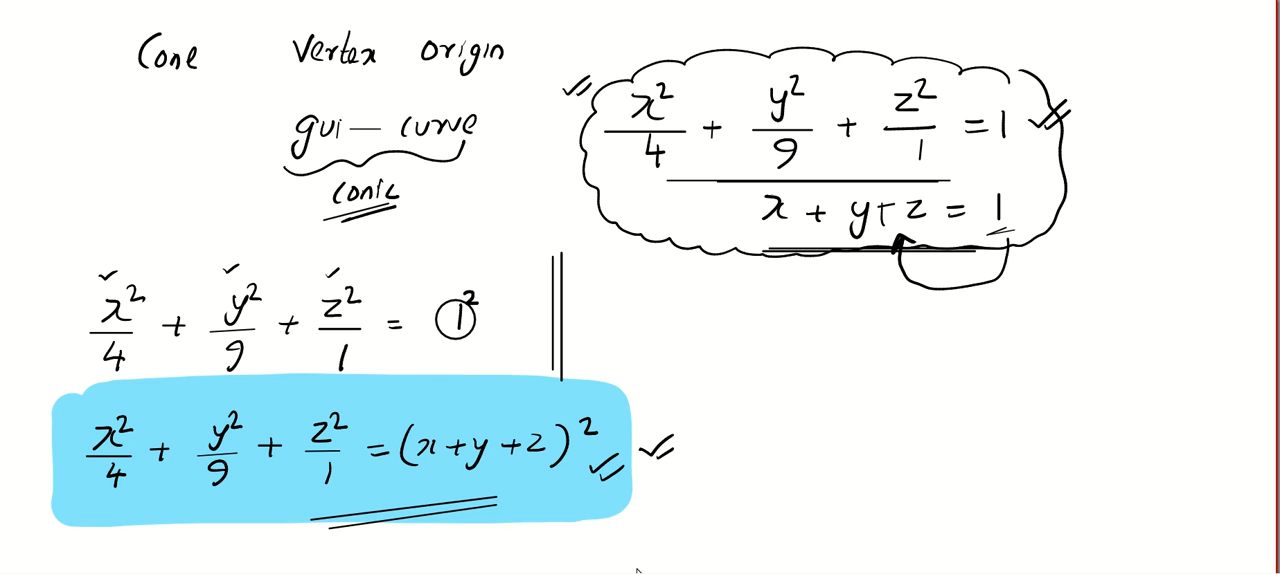 Cone Vertex origin
gui — curve
conic
x²/4 + y²/9 + z²/1 = 1
x + y + z = 1
x²/4 + y²/9 + z²/1 = 1²
x²/4 + y²/9 + z²/1 = (x + y + z)²